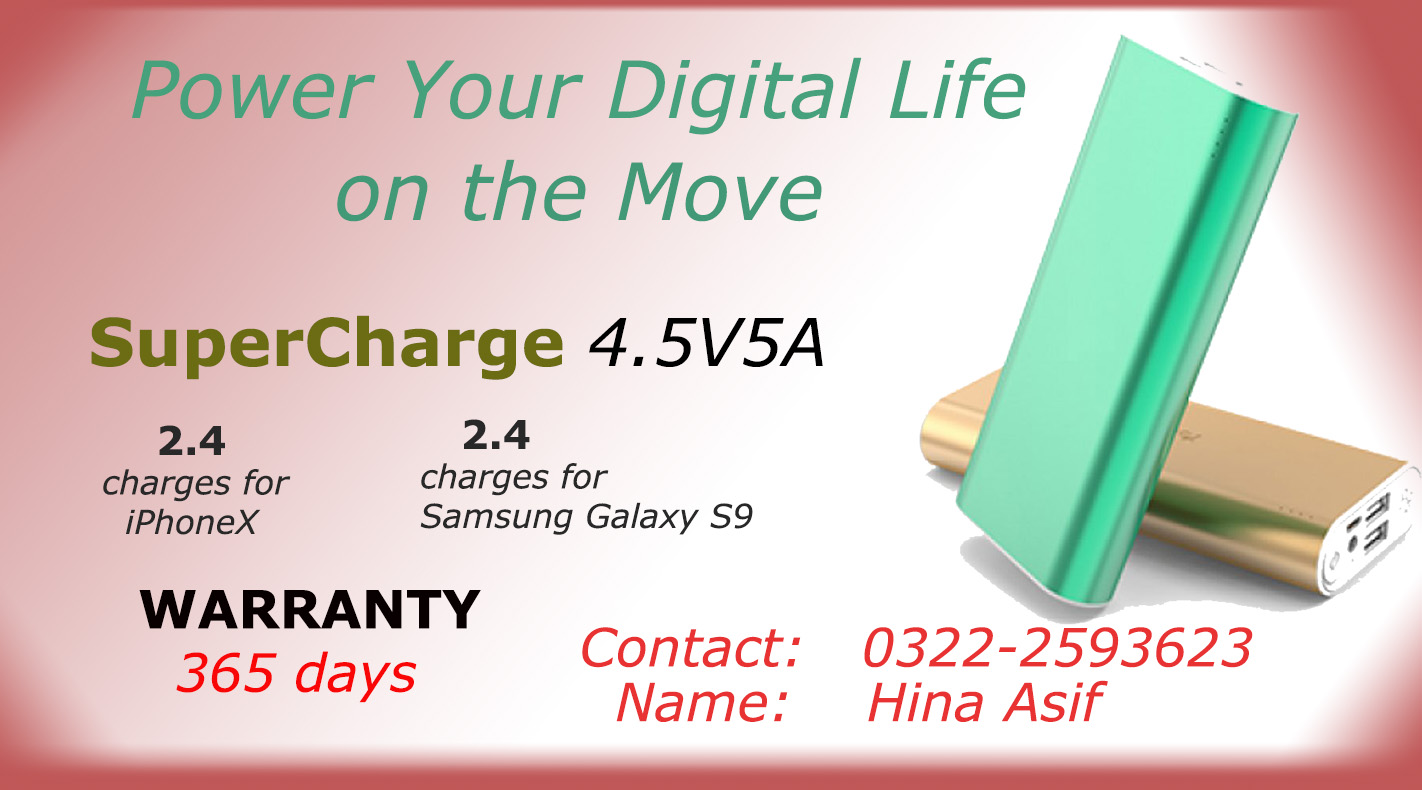 Power Your Digital Life
on the Move
SuperCharge 4.5V5A
2.4
charges for
iPhoneX
2.4
charges for
Samsung Galaxy S9
WARRANTY
365 days
Contact: 0322-2593623
Name: Hina Asif